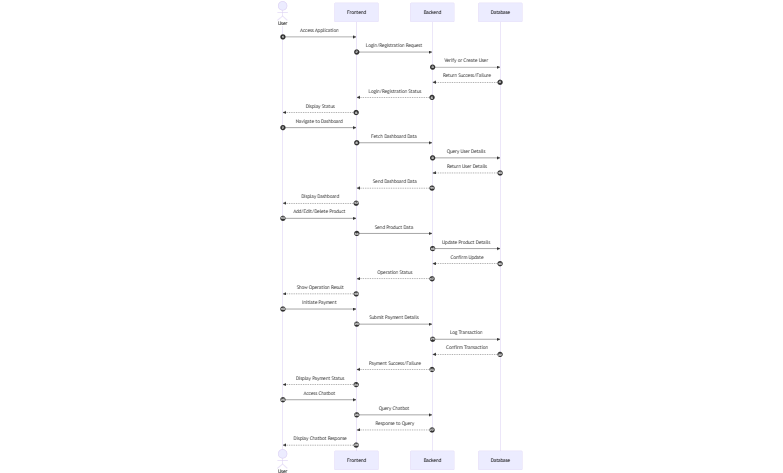 Frontend
Backend
Database
User
Access Application
Login/Registration Request
Verify or Create User
Return Success/Failure
Login/Registration Status
Display Status
Navigate to Dashboard
Fetch Dashboard Data
Query User Details
Return User Details
Send Dashboard Data
Display Dashboard
Add/Edit/Delete Product
Send Product Data
Update Product Details
Confirm Update
Operation Status
Show Operation Result
Initiate Payment
Submit Payment Details
Log Transaction
Confirm Transaction
Payment Success/Failure
Display Payment Status
Access Chatbot
Query Chatbot
Response to Query
Display Chatbot Response
Frontend
Backend
Database
User